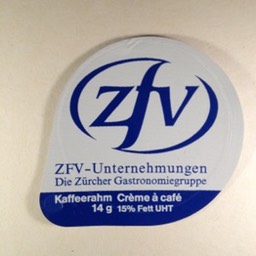 zfv
ZFV-Unternehmungen
Die Zürcher Gastronomiegruppe
Kaffeerahm Crème à café
14 g 15% Fett UHT